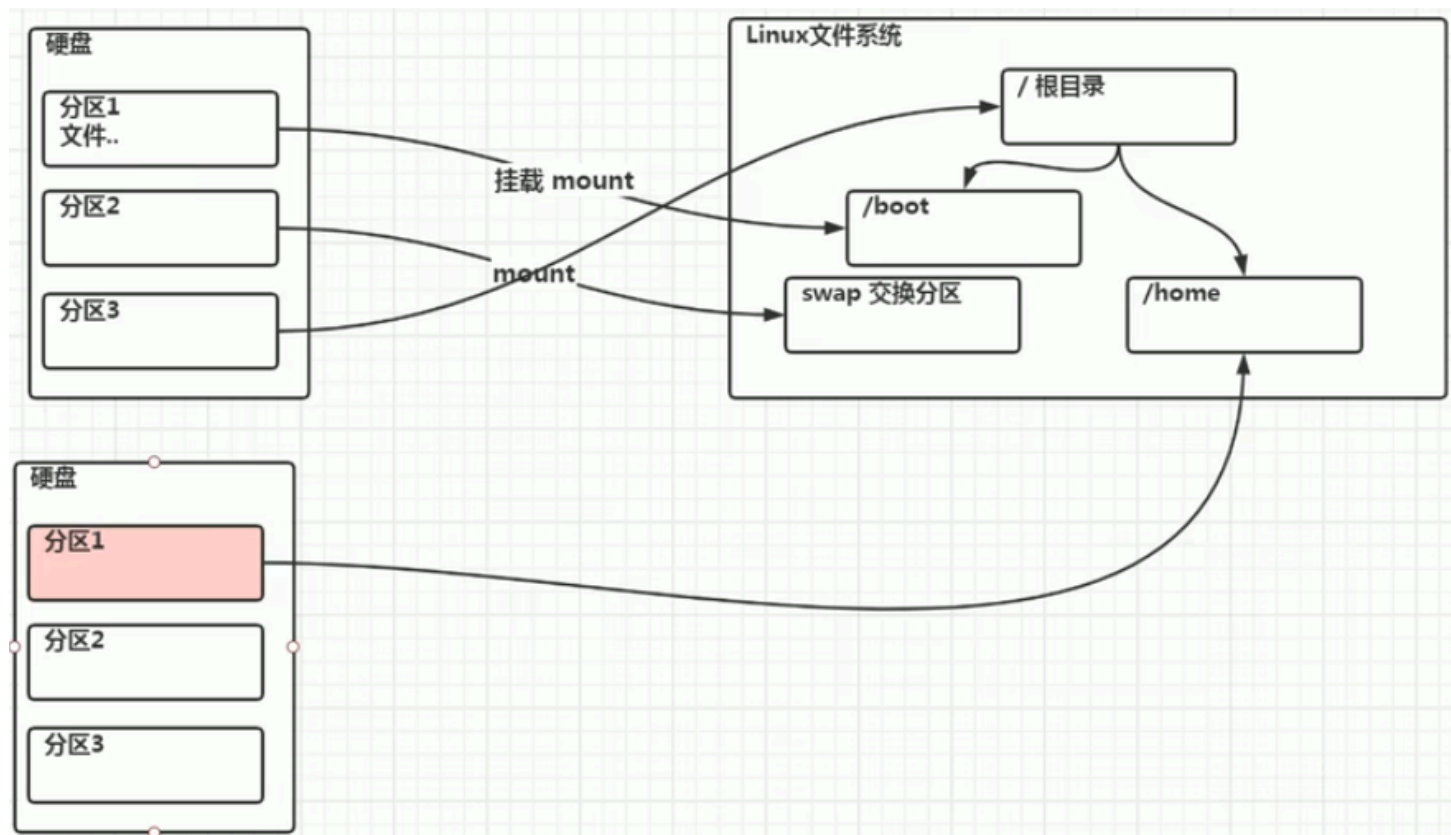 硬盘
分区1
文件..
分区2
分区3
挂载 mount
mount
Linux文件系统
/ 根目录
/boot
swap 交换分区
/home
硬盘
分区1
分区2
分区3